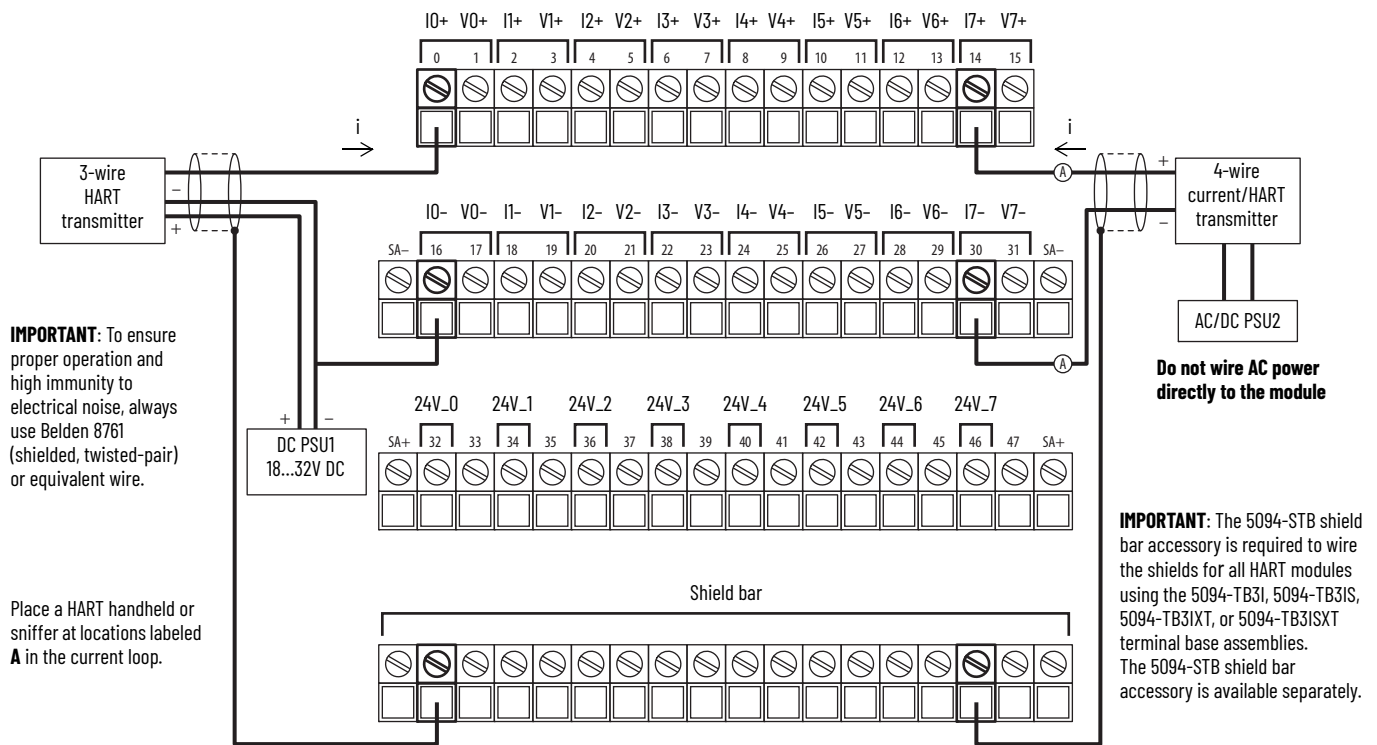 I0+ V0+ I1+ V1+ I2+ V2+ I3+ V3+ I4+ V4+ I5+ V5+ I6+ V6+ I7+ V7+
0 1 2 3 4 5 6 7 8 9 10 11 12 13 14 15
i
i
3-wire
HART
transmitter
−
+
A
+
−
4-wire
current/HART
transmitter
I0− V0− I1− V1− I2− V2− I3− V3− I4− V4− I5− V5− I6− V6− I7− V7−
SA− 16 17 18 19 20 21 22 23 24 25 26 27 28 29 30 31 SA−
A
AC/DC PSU2
Do not wire AC power
directly to the module
IMPORTANT: To ensure
proper operation and
high immunity to
electrical noise, always
use Belden 8761
(shielded, twisted-pair)
or equivalent wire.
+ −
DC PSU1
18...32V DC
24V_0 24V_1 24V_2 24V_3 24V_4 24V_5 24V_6 24V_7
SA+ 32 33 34 35 36 37 38 39 40 41 42 43 44 45 46 47 SA+
IMPORTANT: The 5094-STB shield
bar accessory is required to wire
the shields for all HART modules
using the 5094-TB3I, 5094-TB3IS,
5094-TB3IXT, or 5094-TB3ISXT
terminal base assemblies.
The 5094-STB shield bar
accessory is available separately.
Place a HART handheld or
sniffer at locations labeled
A in the current loop.
Shield bar